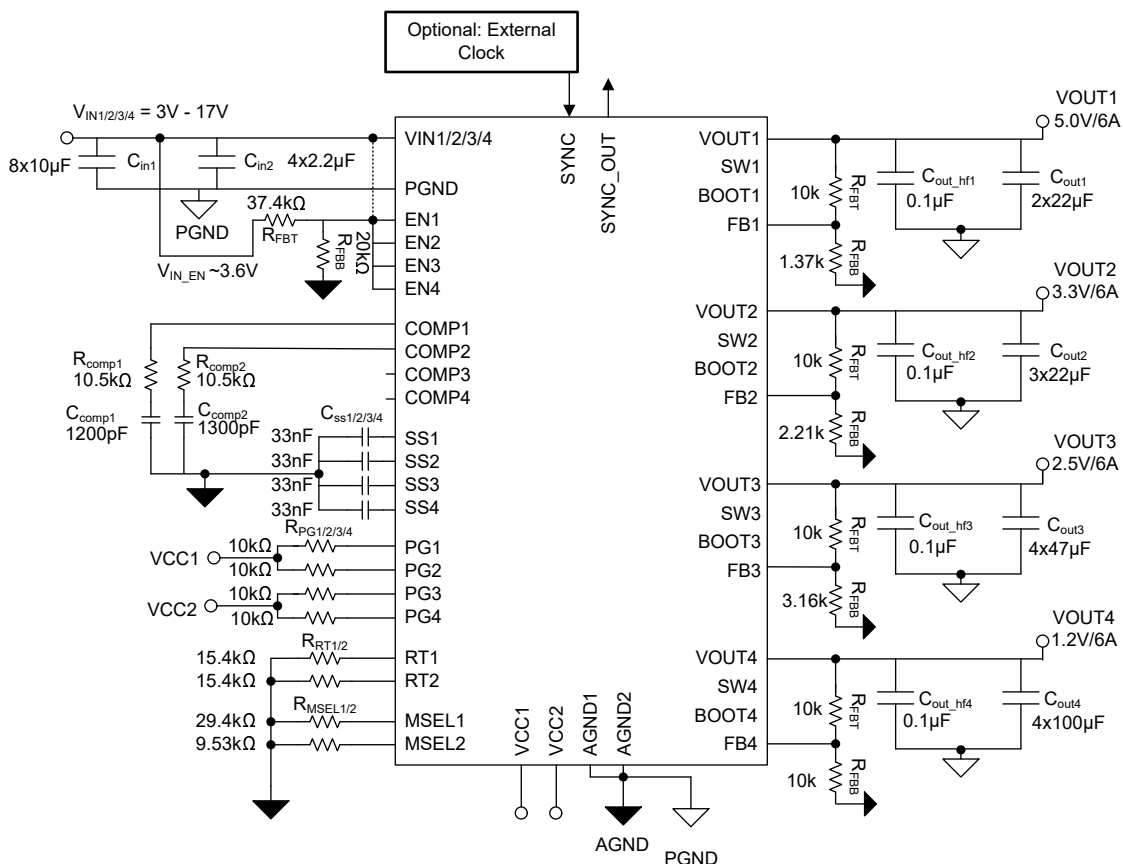 Optional: External
Clock
VIN1/2/3/4 = 3V - 17V
8x10µF
Cin1
Cin2
4x2.2µF
PGND
37.4kΩ
RFBT
RFBB
20kΩ
VIN_EN ~3.6V
Rcomp1
10.5kΩ
Rcomp2
10.5kΩ
Ccomp1
1200pF
Ccomp2
1300pF
Css1/2/3/4
33nF
33nF
33nF
33nF
RPG1/2/3/4
VCC1
10kΩ
10kΩ
VCC2
10kΩ
10kΩ
RRT1/2
15.4kΩ
15.4kΩ
RMSEL1/2
29.4kΩ
9.53kΩ
VIN1/2/3/4
PGND
EN1
EN2
EN3
EN4
COMP1
COMP2
COMP3
COMP4
SS1
SS2
SS3
SS4
PG1
PG2
PG3
PG4
RT1
RT2
MSEL1
MSEL2
SYNC
SYNC_OUT
VCC1
VCC2
AGND1
AGND2
AGND
PGND
VOUT1
SW1
BOOT1
FB1
VOUT2
SW2
BOOT2
FB2
VOUT3
SW3
BOOT3
FB3
VOUT4
SW4
BOOT4
FB4
VOUT1
5.0V/6A
10k
RFBT
Cout_hf1
0.1µF
Cout1
2x22µF
1.37k
RFBB
VOUT2
3.3V/6A
10k
RFBT
Cout_hf2
0.1µF
Cout2
3x22µF
2.21k
RFBB
VOUT3
2.5V/6A
10k
RFBT
Cout_hf3
0.1µF
Cout3
4x47µF
3.16k
RFBB
VOUT4
1.2V/6A
10k
RFBT
Cout_hf4
0.1µF
Cout4
4x100µF
10k
RFBB